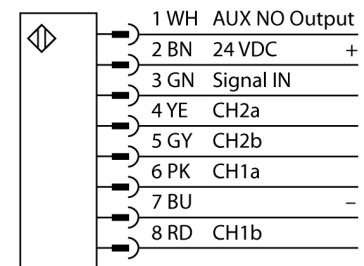 1 WH AUX NO Output
2 BN 24 VDC +
3 GN Signal IN
4 YE CH2a
5 GY CH2b
6 PK CH1a
7 BU –
8 RD CH1b